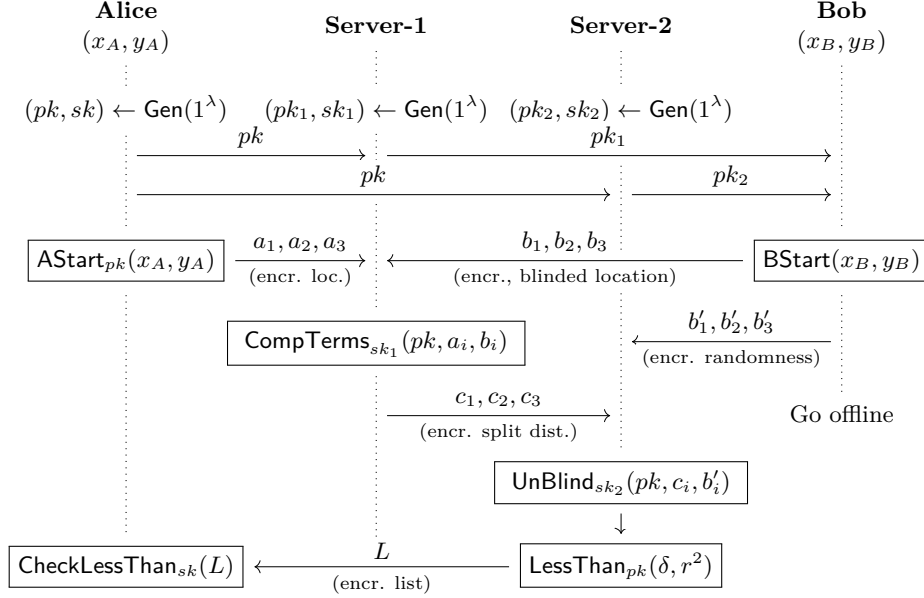 Alice Server-1 Server-2 Bob
(x_A, y_A) (x_B, y_B)
(pk, sk) ← Gen(1^λ) (pk_1, sk_1) ← Gen(1^λ) (pk_2, sk_2) ← Gen(1^λ)
pk pk_1
pk pk_2
AStart_pk(x_A, y_A) a_1, a_2, a_3 b_1, b_2, b_3 BStart(x_B, y_B)
(encr. loc.) (encr., blinded location)
CompTerms_sk_1(pk, a_i, b_i) b'_1, b'_2, b'_3
(encr. randomness)
c_1, c_2, c_3 Go offline
(encr. split dist.)
UnBlind_sk_2(pk, c_i, b'_i)
CheckLessThan_sk(L) L LessThan_pk(δ, r^2)
(encr. list)